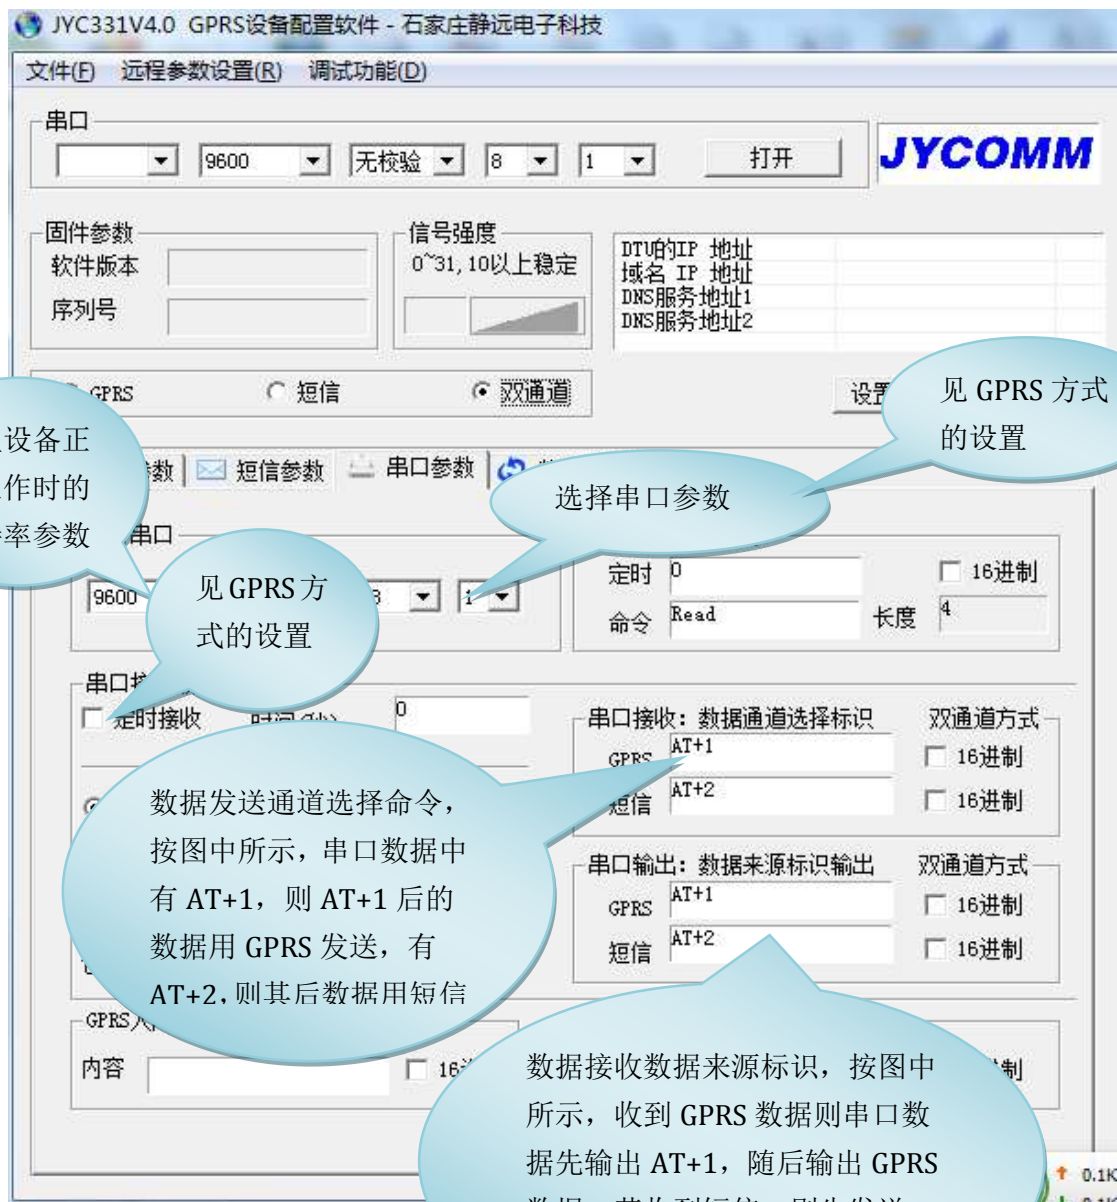 JYC331V4.0 GPRS设备配置软件 - 石家庄静远电子科技
文件(F) 远程参数设置(R) 调试功能(D)
串口
9600 无校验 8 1 打开
JYCOMM
固件参数
软件版本
序列号
信号强度
0~31,10以上稳定
DTU的IP 地址
域名 IP 地址
DNS服务地址1
DNS服务地址2
GPRS 短信 双通道
设置
见 GPRS 方式
的设置
设备正
作时的
率参数
数 短信参数 串口参数
选择串口参数
串口
9600 1
见 GPRS 方
式的设置
定时 0 16进制
命令 Read 长度 4
串口接
定时接收 0
串口接收: 数据通道选择标识 双通道方式
GPRS AT+1 16进制
短信 AT+2 16进制
数据发送通道选择命令,
按图中所示，串口数据中
有 AT+1，则 AT+1 后的
数据用 GPRS 发送，有
AT+2,则其后数据用短信
串口输出: 数据来源标识输出 双通道方式
GPRS AT+1 16进制
短信 AT+2 16进制
GPRS
内容 16
制
数据接收数据来源标识，按图中
所示，收到 GPRS 数据则串口数
据先输出 AT+1，随后输出 GPRS
0.1K